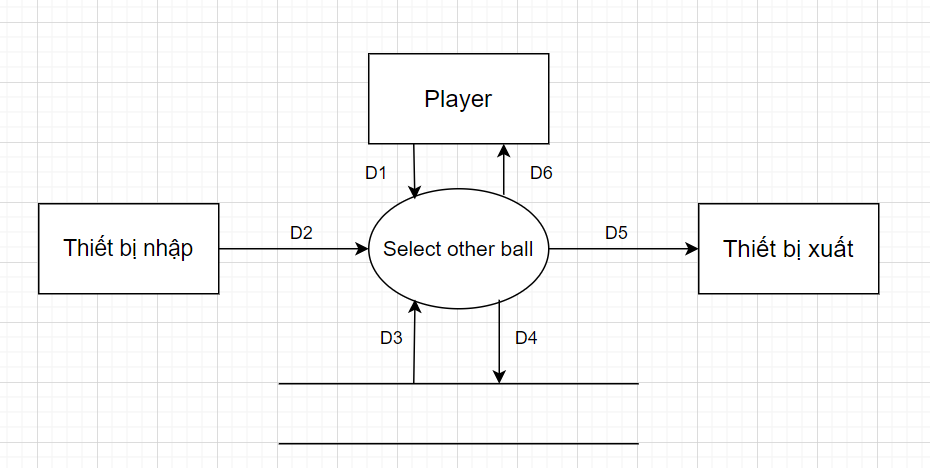 Player
D1
D6
Thiết bị nhập
D2
Select other ball
D5
Thiết bị xuất
D3
D4